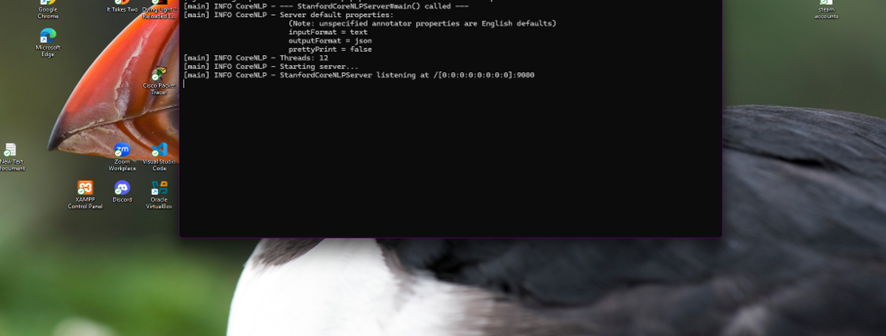 [main] INFO CoreNLP - --- StanfordCoreNLPServer#main() called ---
[main] INFO CoreNLP - Server default properties:
(Note: unspecified annotator properties are English defaults)
inputFormat = text
outputFormat = json
prettyPrint = false
[main] INFO CoreNLP - Threads: 12
[main] INFO CoreNLP - Starting server...
[main] INFO CoreNLP - StanfordCoreNLPServer listening at /[0:0:0:0:0:0:0:0]:9000
Google
Chrome
It Takes Two
steam
accounts
Microsoft
Edge
Cisco Packet
Tracer
New Text
Document
Zoom
Workplace
Visual Studio
Code
XAMPP
Control Panel
Discord
Oracle
VirtualBox